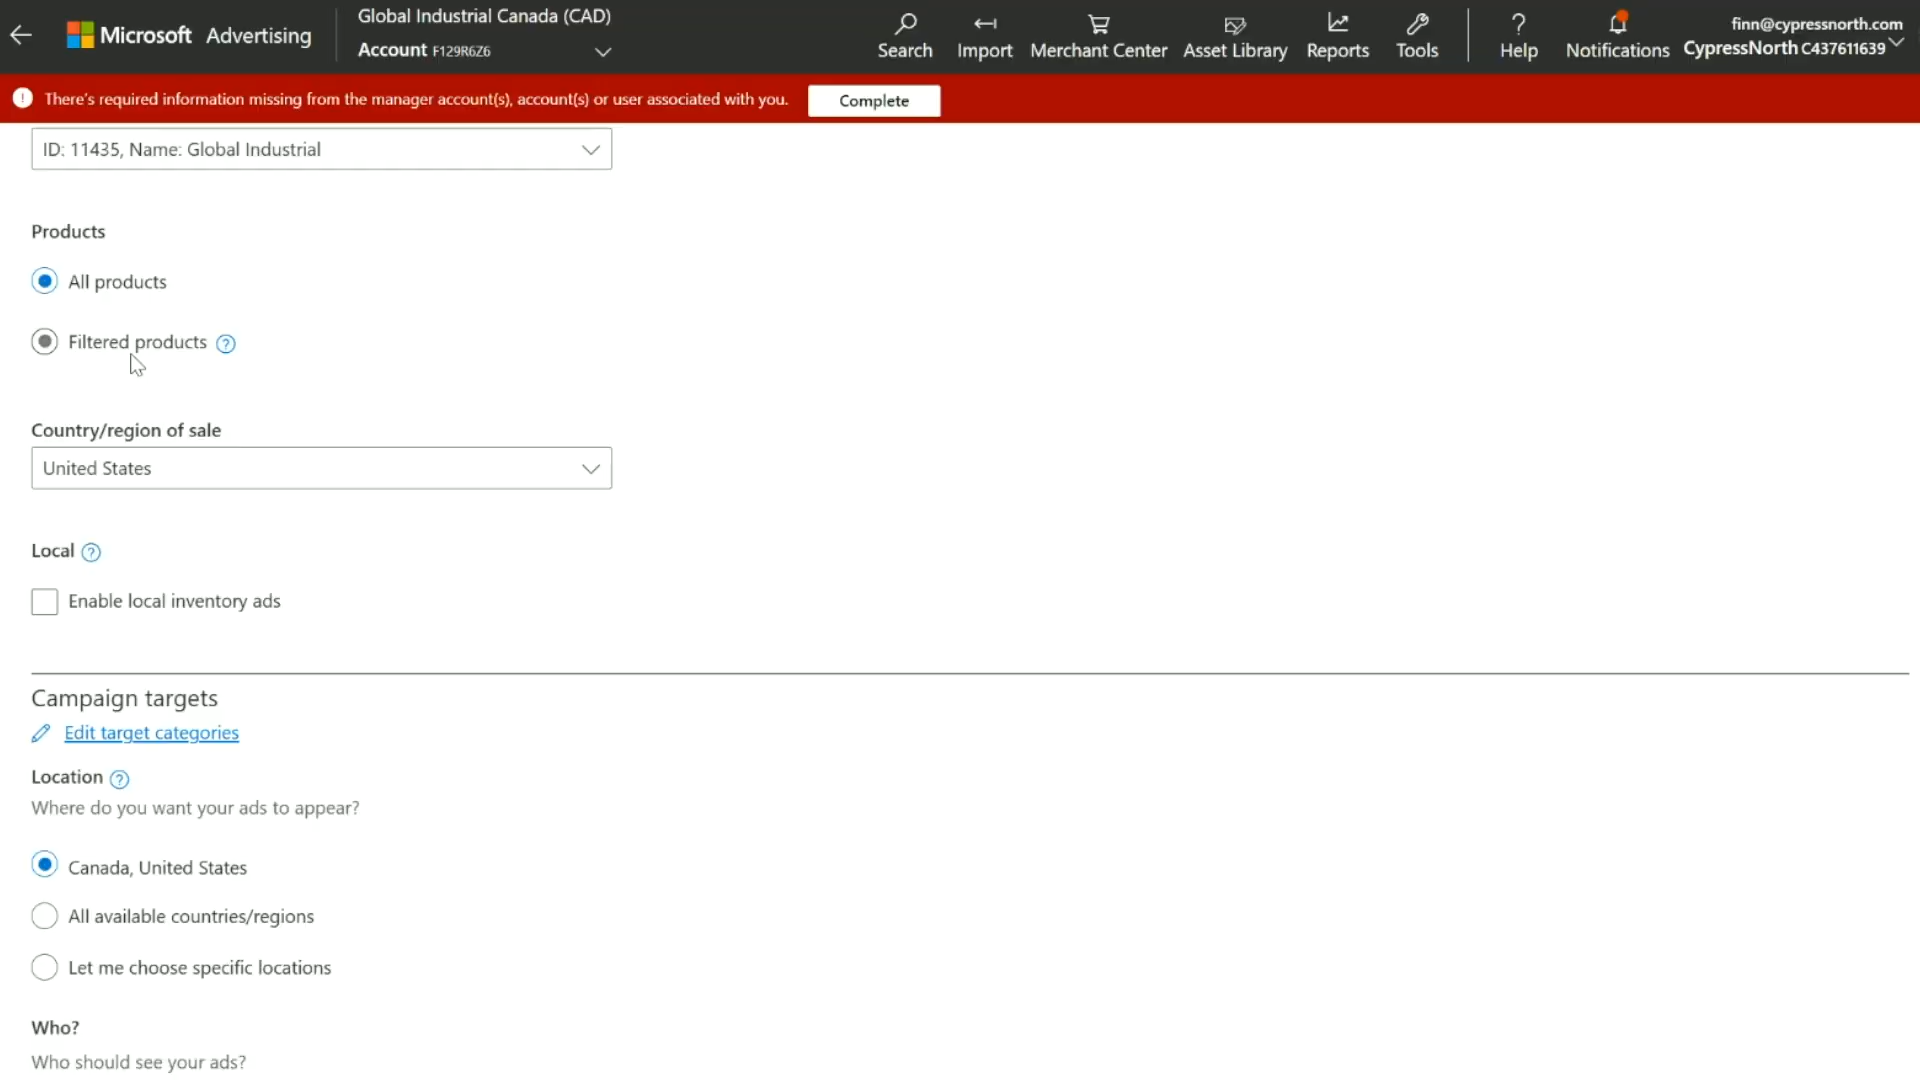 Microsoft Advertising
Global Industrial Canada (CAD)
Account F129R6Z6
Search
Import
Merchant Center
Asset Library
Reports
Tools
Help
Notifications
finn@cypressnorth.com
CypressNorth C437611639
There's required information missing from the manager account(s), account(s) or user associated with you.
Complete
ID: 11435, Name: Global Industrial
Products
All products
Filtered products
Country/region of sale
United States
Local
Enable local inventory ads
Campaign targets
Edit target categories
Location
Where do you want your ads to appear?
Canada, United States
All available countries/regions
Let me choose specific locations
Who?
Who should see your ads?